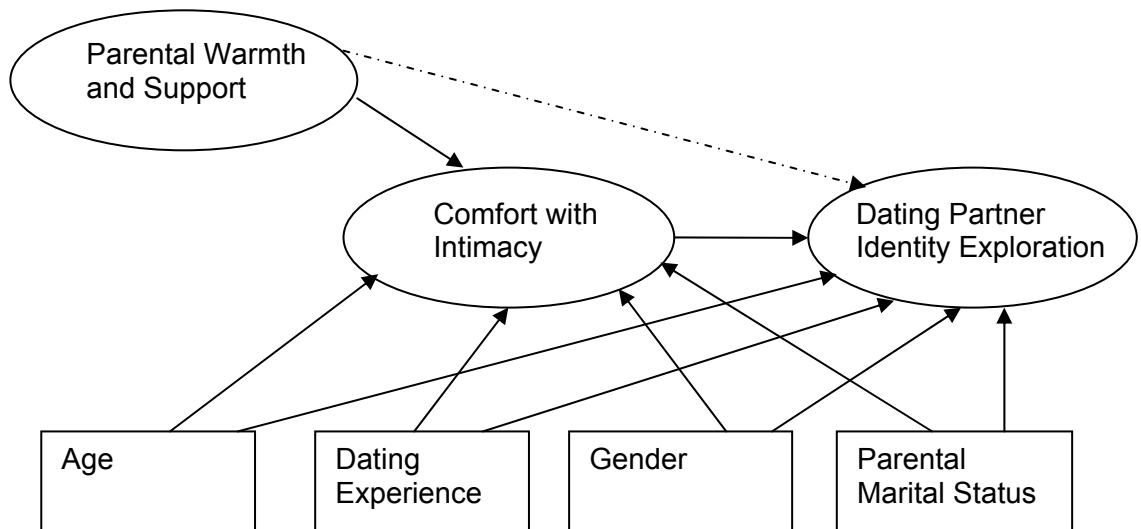 Parental Warmth
and Support
Comfort with
Intimacy
Dating Partner
Identity Exploration
Age
Dating
Experience
Gender
Parental
Marital Status